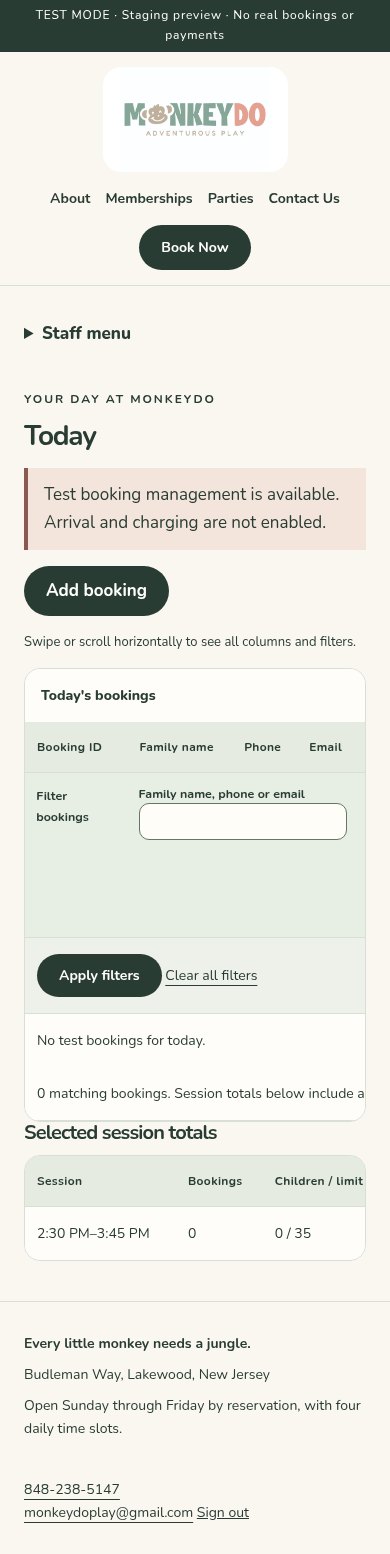 TEST MODE · Staging preview · No real bookings or
payments
MONKEYDO
ADVENTUROUS PLAY
About Memberships Parties Contact Us
Book Now
Staff menu
YOUR DAY AT MONKEYDO
Today
Test booking management is available.
Arrival and charging are not enabled.
Add booking
Swipe or scroll horizontally to see all columns and filters.
Today's bookings
Booking ID Family name Phone Email
Filter
bookings
Family name, phone or email
Apply filters Clear all filters
No test bookings for today.
0 matching bookings. Session totals below include a
Selected session totals
Session Bookings Children / limit
2:30 PM–3:45 PM 0 0 / 35
Every little monkey needs a jungle.
Budleman Way, Lakewood, New Jersey
Open Sunday through Friday by reservation, with four
daily time slots.
848-238-5147
monkeydoplay@gmail.com Sign out